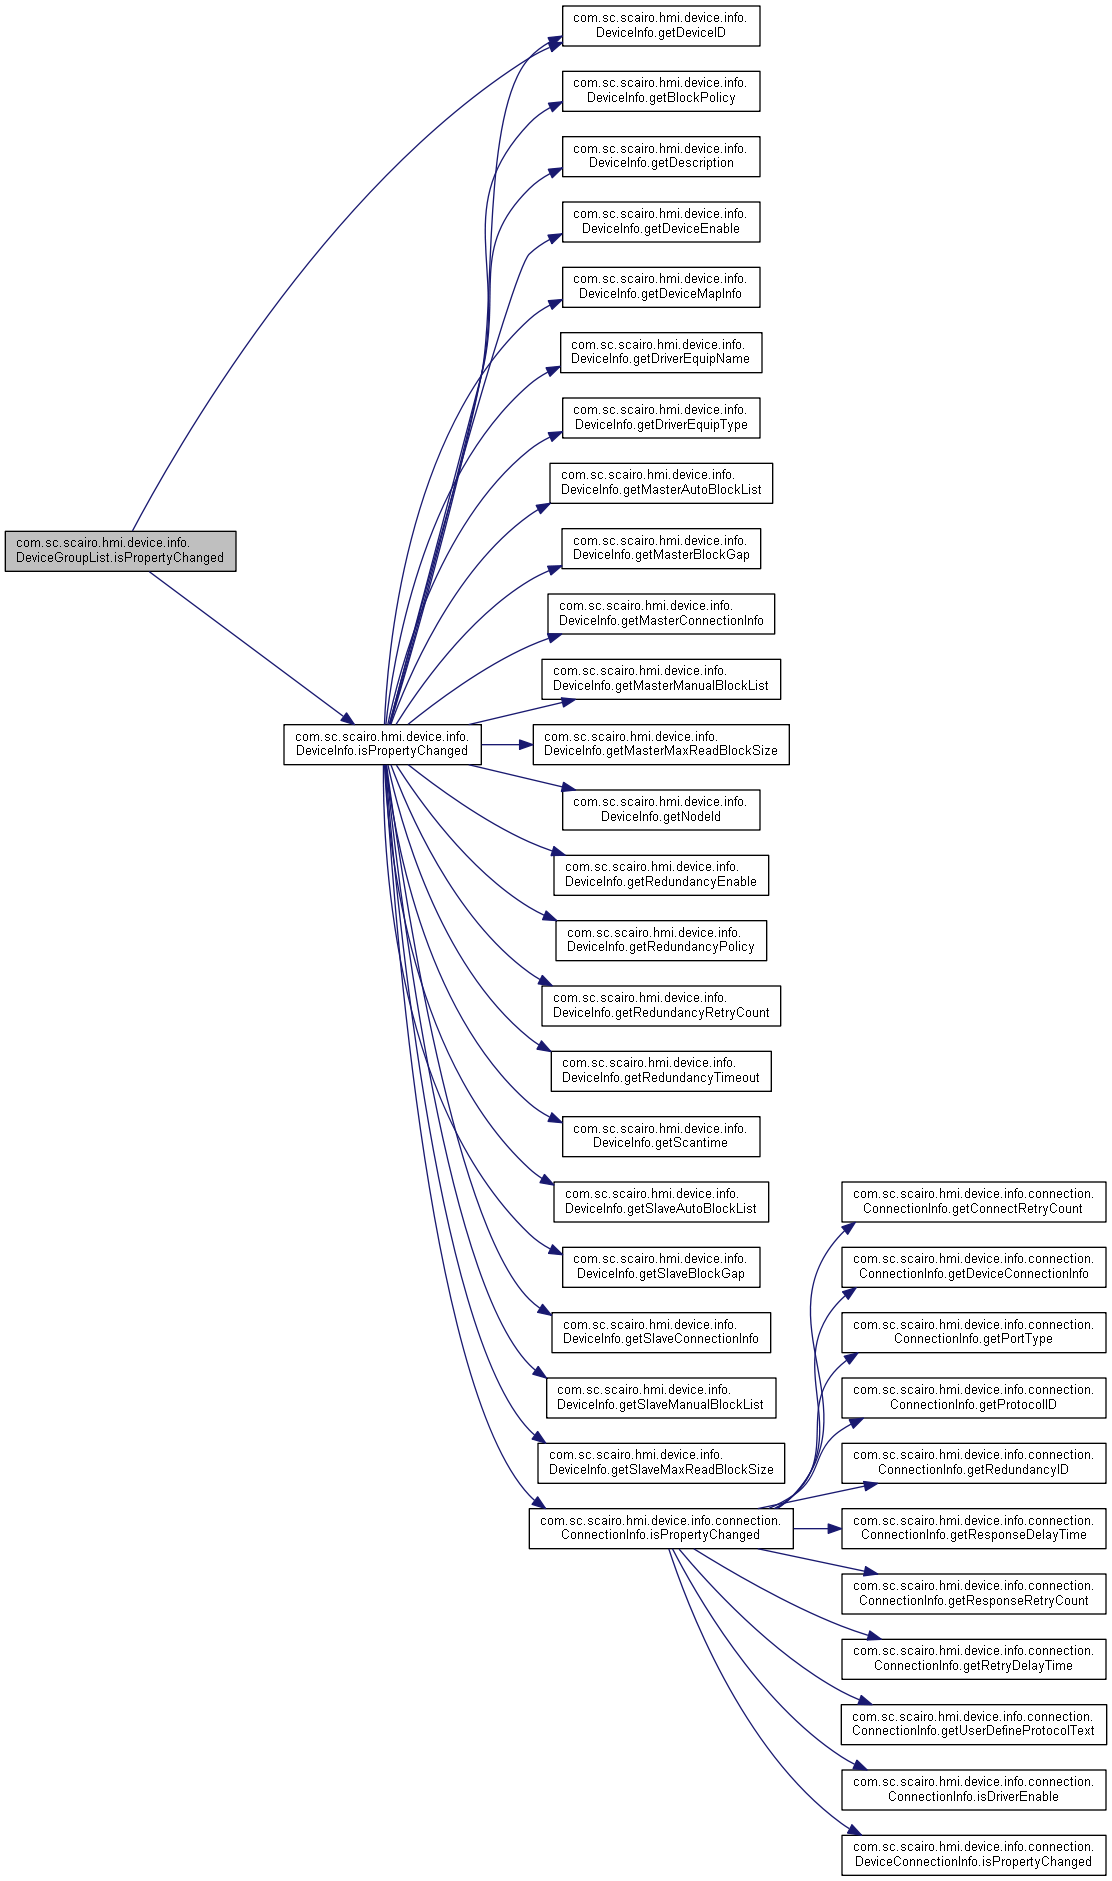 com.sc.scairo.hmi.device.info.
DeviceGroupList.isPropertyChanged
com.sc.scairo.hmi.device.info.
DeviceInfo.isPropertyChanged
com.sc.scairo.hmi.device.info.
DeviceInfo.getDeviceID
com.sc.scairo.hmi.device.info.
DeviceInfo.getBlockPolicy
com.sc.scairo.hmi.device.info.
DeviceInfo.getDescription
com.sc.scairo.hmi.device.info.
DeviceInfo.getDeviceEnable
com.sc.scairo.hmi.device.info.
DeviceInfo.getDeviceMapInfo
com.sc.scairo.hmi.device.info.
DeviceInfo.getDriverEquipName
com.sc.scairo.hmi.device.info.
DeviceInfo.getDriverEquipType
com.sc.scairo.hmi.device.info.
DeviceInfo.getMasterAutoBlockList
com.sc.scairo.hmi.device.info.
DeviceInfo.getMasterBlockGap
com.sc.scairo.hmi.device.info.
DeviceInfo.getMasterConnectionInfo
com.sc.scairo.hmi.device.info.
DeviceInfo.getMasterManualBlockList
com.sc.scairo.hmi.device.info.
DeviceInfo.getMasterMaxReadBlockSize
com.sc.scairo.hmi.device.info.
DeviceInfo.getNodeId
com.sc.scairo.hmi.device.info.
DeviceInfo.getRedundancyEnable
com.sc.scairo.hmi.device.info.
DeviceInfo.getRedundancyPolicy
com.sc.scairo.hmi.device.info.
DeviceInfo.getRedundancyRetryCount
com.sc.scairo.hmi.device.info.
DeviceInfo.getRedundancyTimeout
com.sc.scairo.hmi.device.info.
DeviceInfo.getScantime
com.sc.scairo.hmi.device.info.
DeviceInfo.getSlaveAutoBlockList
com.sc.scairo.hmi.device.info.
DeviceInfo.getSlaveBlockGap
com.sc.scairo.hmi.device.info.
DeviceInfo.getSlaveConnectionInfo
com.sc.scairo.hmi.device.info.
DeviceInfo.getSlaveManualBlockList
com.sc.scairo.hmi.device.info.
DeviceInfo.getSlaveMaxReadBlockSize
com.sc.scairo.hmi.device.info.connection.
ConnectionInfo.isPropertyChanged
com.sc.scairo.hmi.device.info.connection.
ConnectionInfo.getConnectRetryCount
com.sc.scairo.hmi.device.info.connection.
ConnectionInfo.getDeviceConnectionInfo
com.sc.scairo.hmi.device.info.connection.
ConnectionInfo.getPortType
com.sc.scairo.hmi.device.info.connection.
ConnectionInfo.getProtocolID
com.sc.scairo.hmi.device.info.connection.
ConnectionInfo.getRedundancyID
com.sc.scairo.hmi.device.info.connection.
ConnectionInfo.getResponseDelayTime
com.sc.scairo.hmi.device.info.connection.
ConnectionInfo.getResponseRetryCount
com.sc.scairo.hmi.device.info.connection.
ConnectionInfo.getRetryDelayTime
com.sc.scairo.hmi.device.info.connection.
ConnectionInfo.getUserDefineProtocolText
com.sc.scairo.hmi.device.info.connection.
ConnectionInfo.isDriverEnable
com.sc.scairo.hmi.device.info.connection.
DeviceConnectionInfo.isPropertyChanged